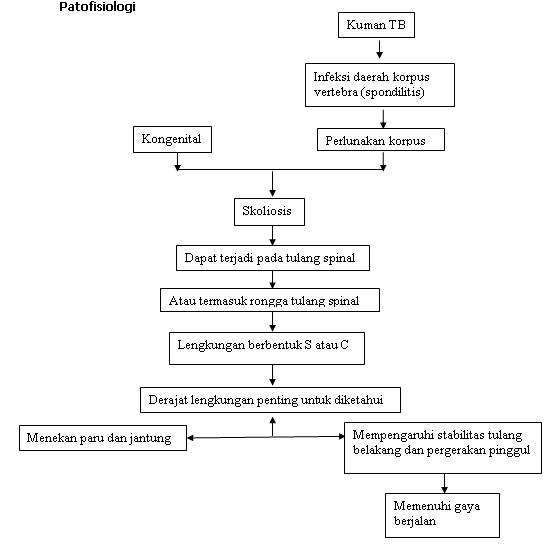 Patofisiologi
Kuman TB
Infeksi daerah korpus
vertebra (spondilitis)
Kongenital
Perlunakan korpus
Skoliosis
Dapat terjadi pada tulang spinal
Atau termasuk rongga tulang spinal
Lengkungan berbentuk S atau C
Derajat lengkungan penting untuk diketahui
Menekan paru dan jantung
Mempengaruhi stabilitas tulang
belakang dan pergerakan pinggul
Memenuhi gaya
berjalan